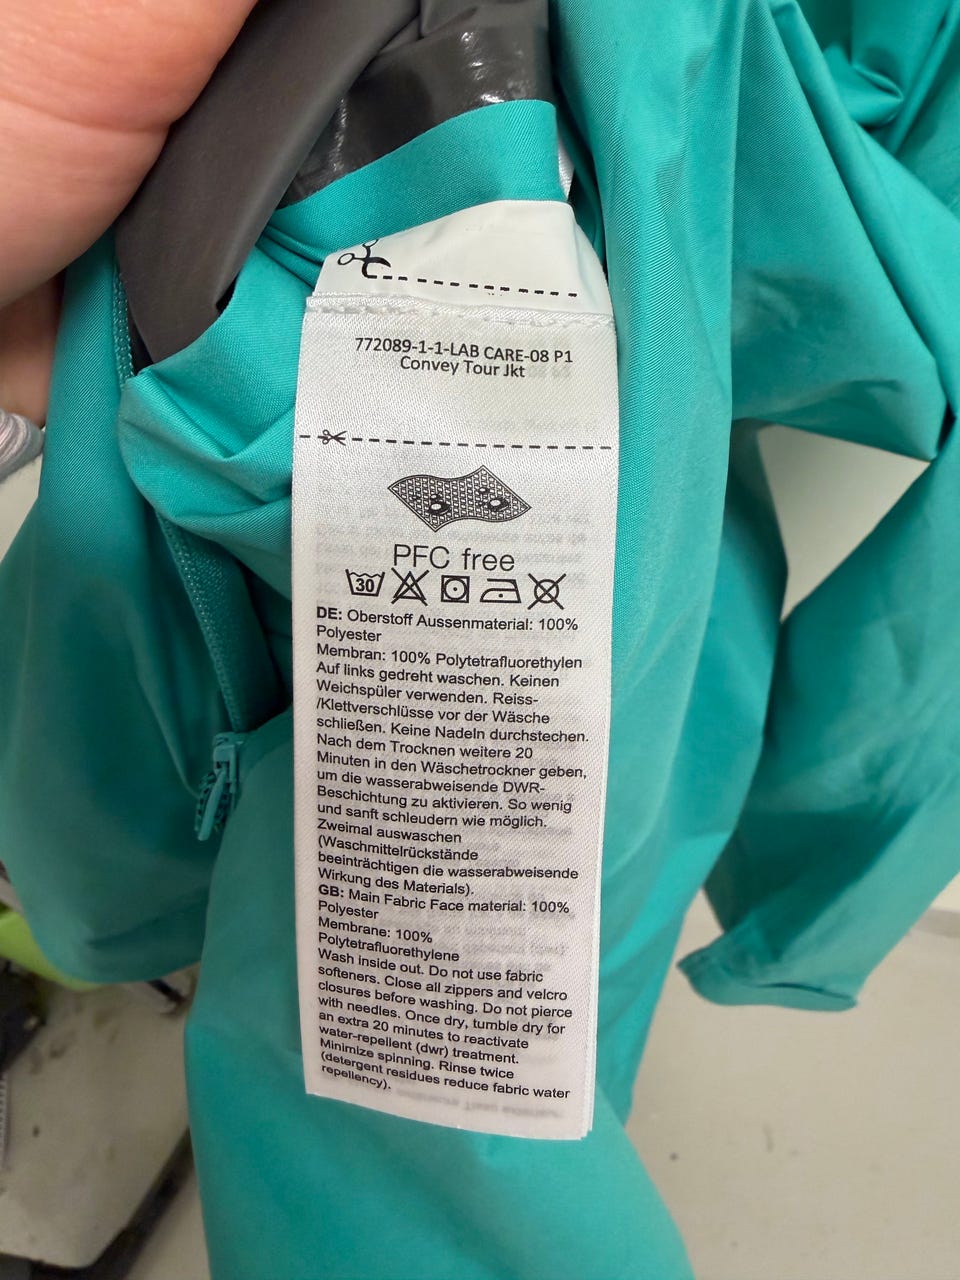 772089-1-1-LAB CARE-08 P1
Convey Tour Jkt
PFC free
30
DE: Oberstoff Aussenmaterial: 100%
Polyester
Membran: 100% Polytetrafluorethylen
Auf links gedreht waschen. Keinen
Weichspüler verwenden. Reiss-
/Klettverschlüsse vor der Wäsche
schließen. Keine Nadeln durchstechen.
Nach dem Trocknen weitere 20
Minuten in den Wäschetrockner geben,
um die wasserabweisende DWR-
Beschichtung zu aktivieren. So wenig
und sanft schleudern wie möglich.
Zweimal auswaschen
(Waschmittelrückstände
beeinträchtigen die wasserabweisende
Wirkung des Materials).
GB: Main Fabric Face material: 100%
Polyester
Membrane: 100%
Polytetrafluorethylene
Wash inside out. Do not use fabric
softeners. Close all zippers and velcro
closures before washing. Do not pierce
with needles. Once dry, tumble dry for
an extra 20 minutes to reactivate
water-repellent (dwr) treatment.
Minimize spinning. Rinse twice
(detergent residues reduce fabric water
repellency).